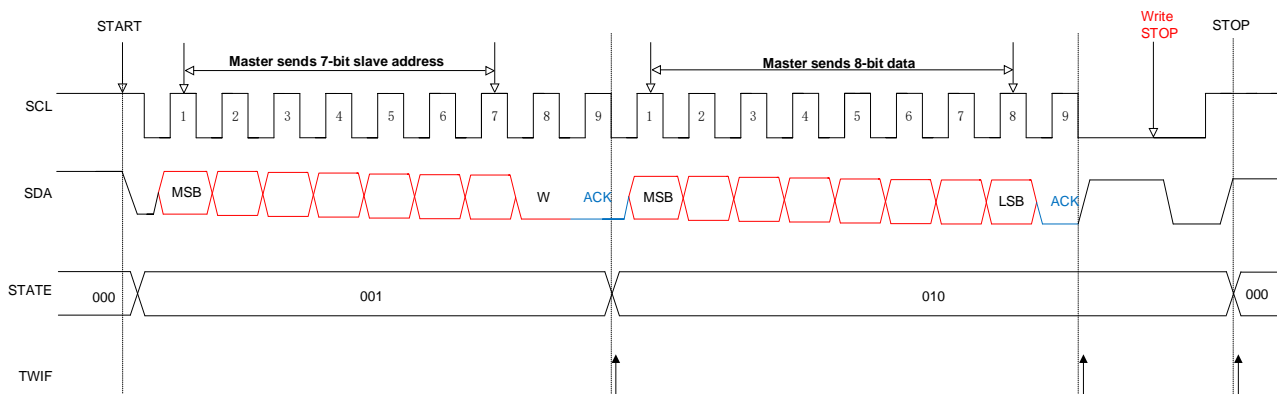 START
Write
STOP
STOP
Master sends 7-bit slave address
Master sends 8-bit data
SCL
1 2 3 4 5 6 7 8 9 1 2 3 4 5 6 7 8 9
SDA
MSB W ACK MSB LSB ACK
STATE
000 001 010 000
TWIF